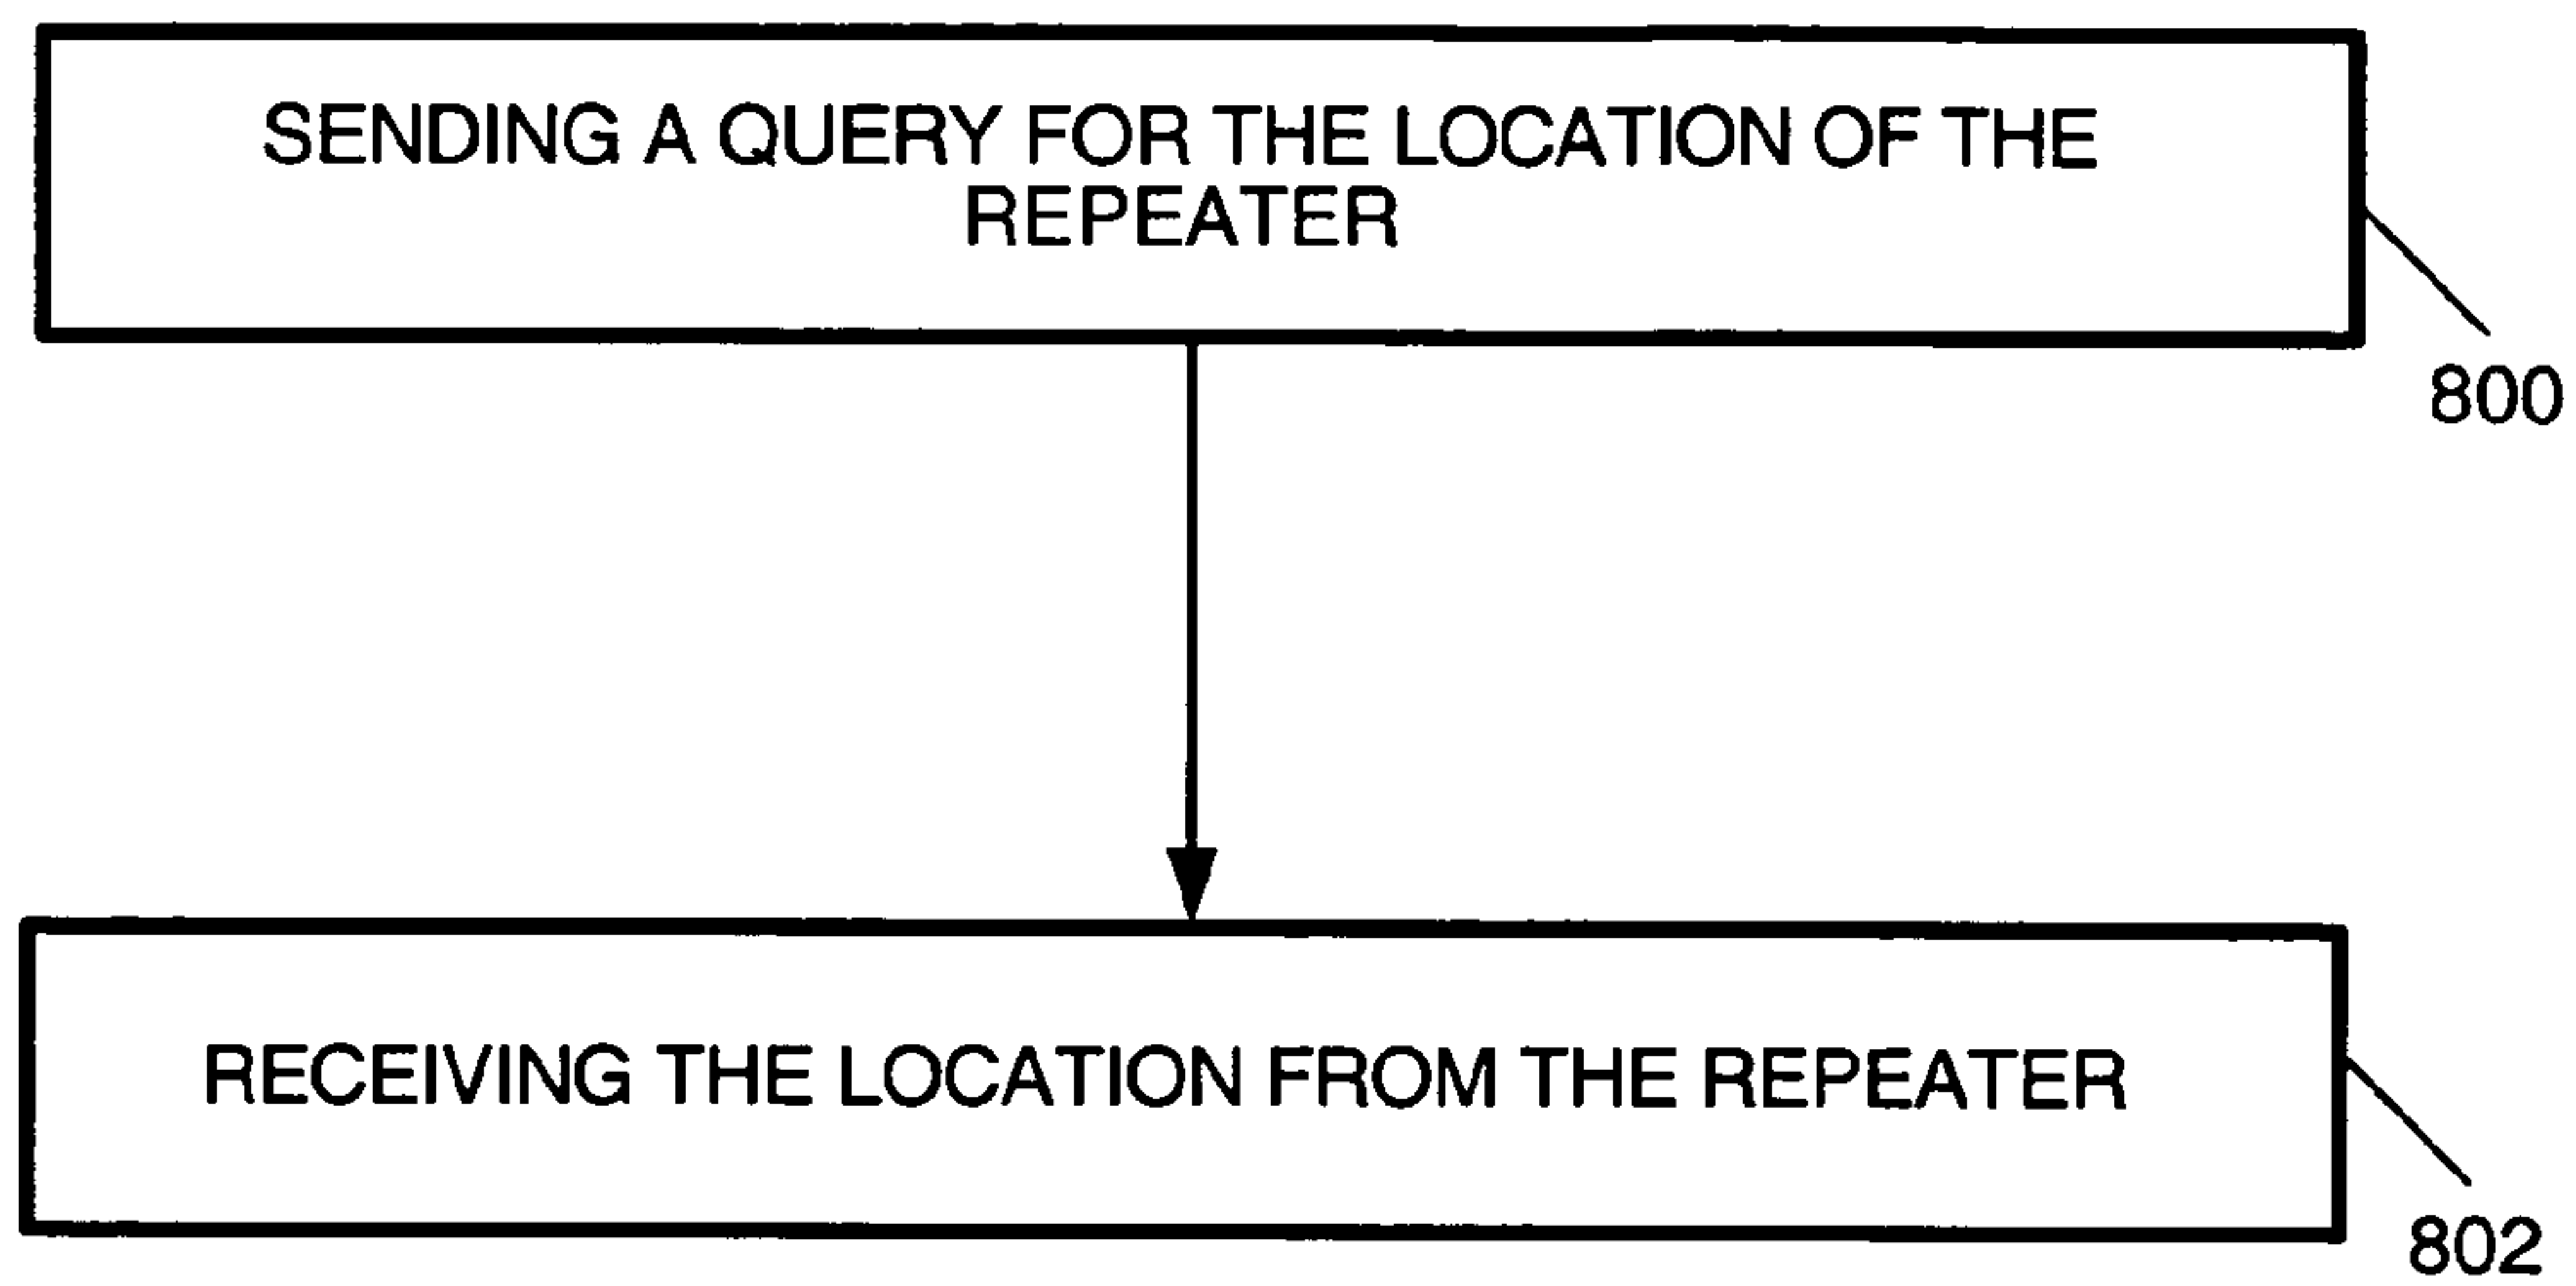 SENDING A QUERY FOR THE LOCATION OF THE
REPEATER
800
RECEIVING THE LOCATION FROM THE REPEATER
802